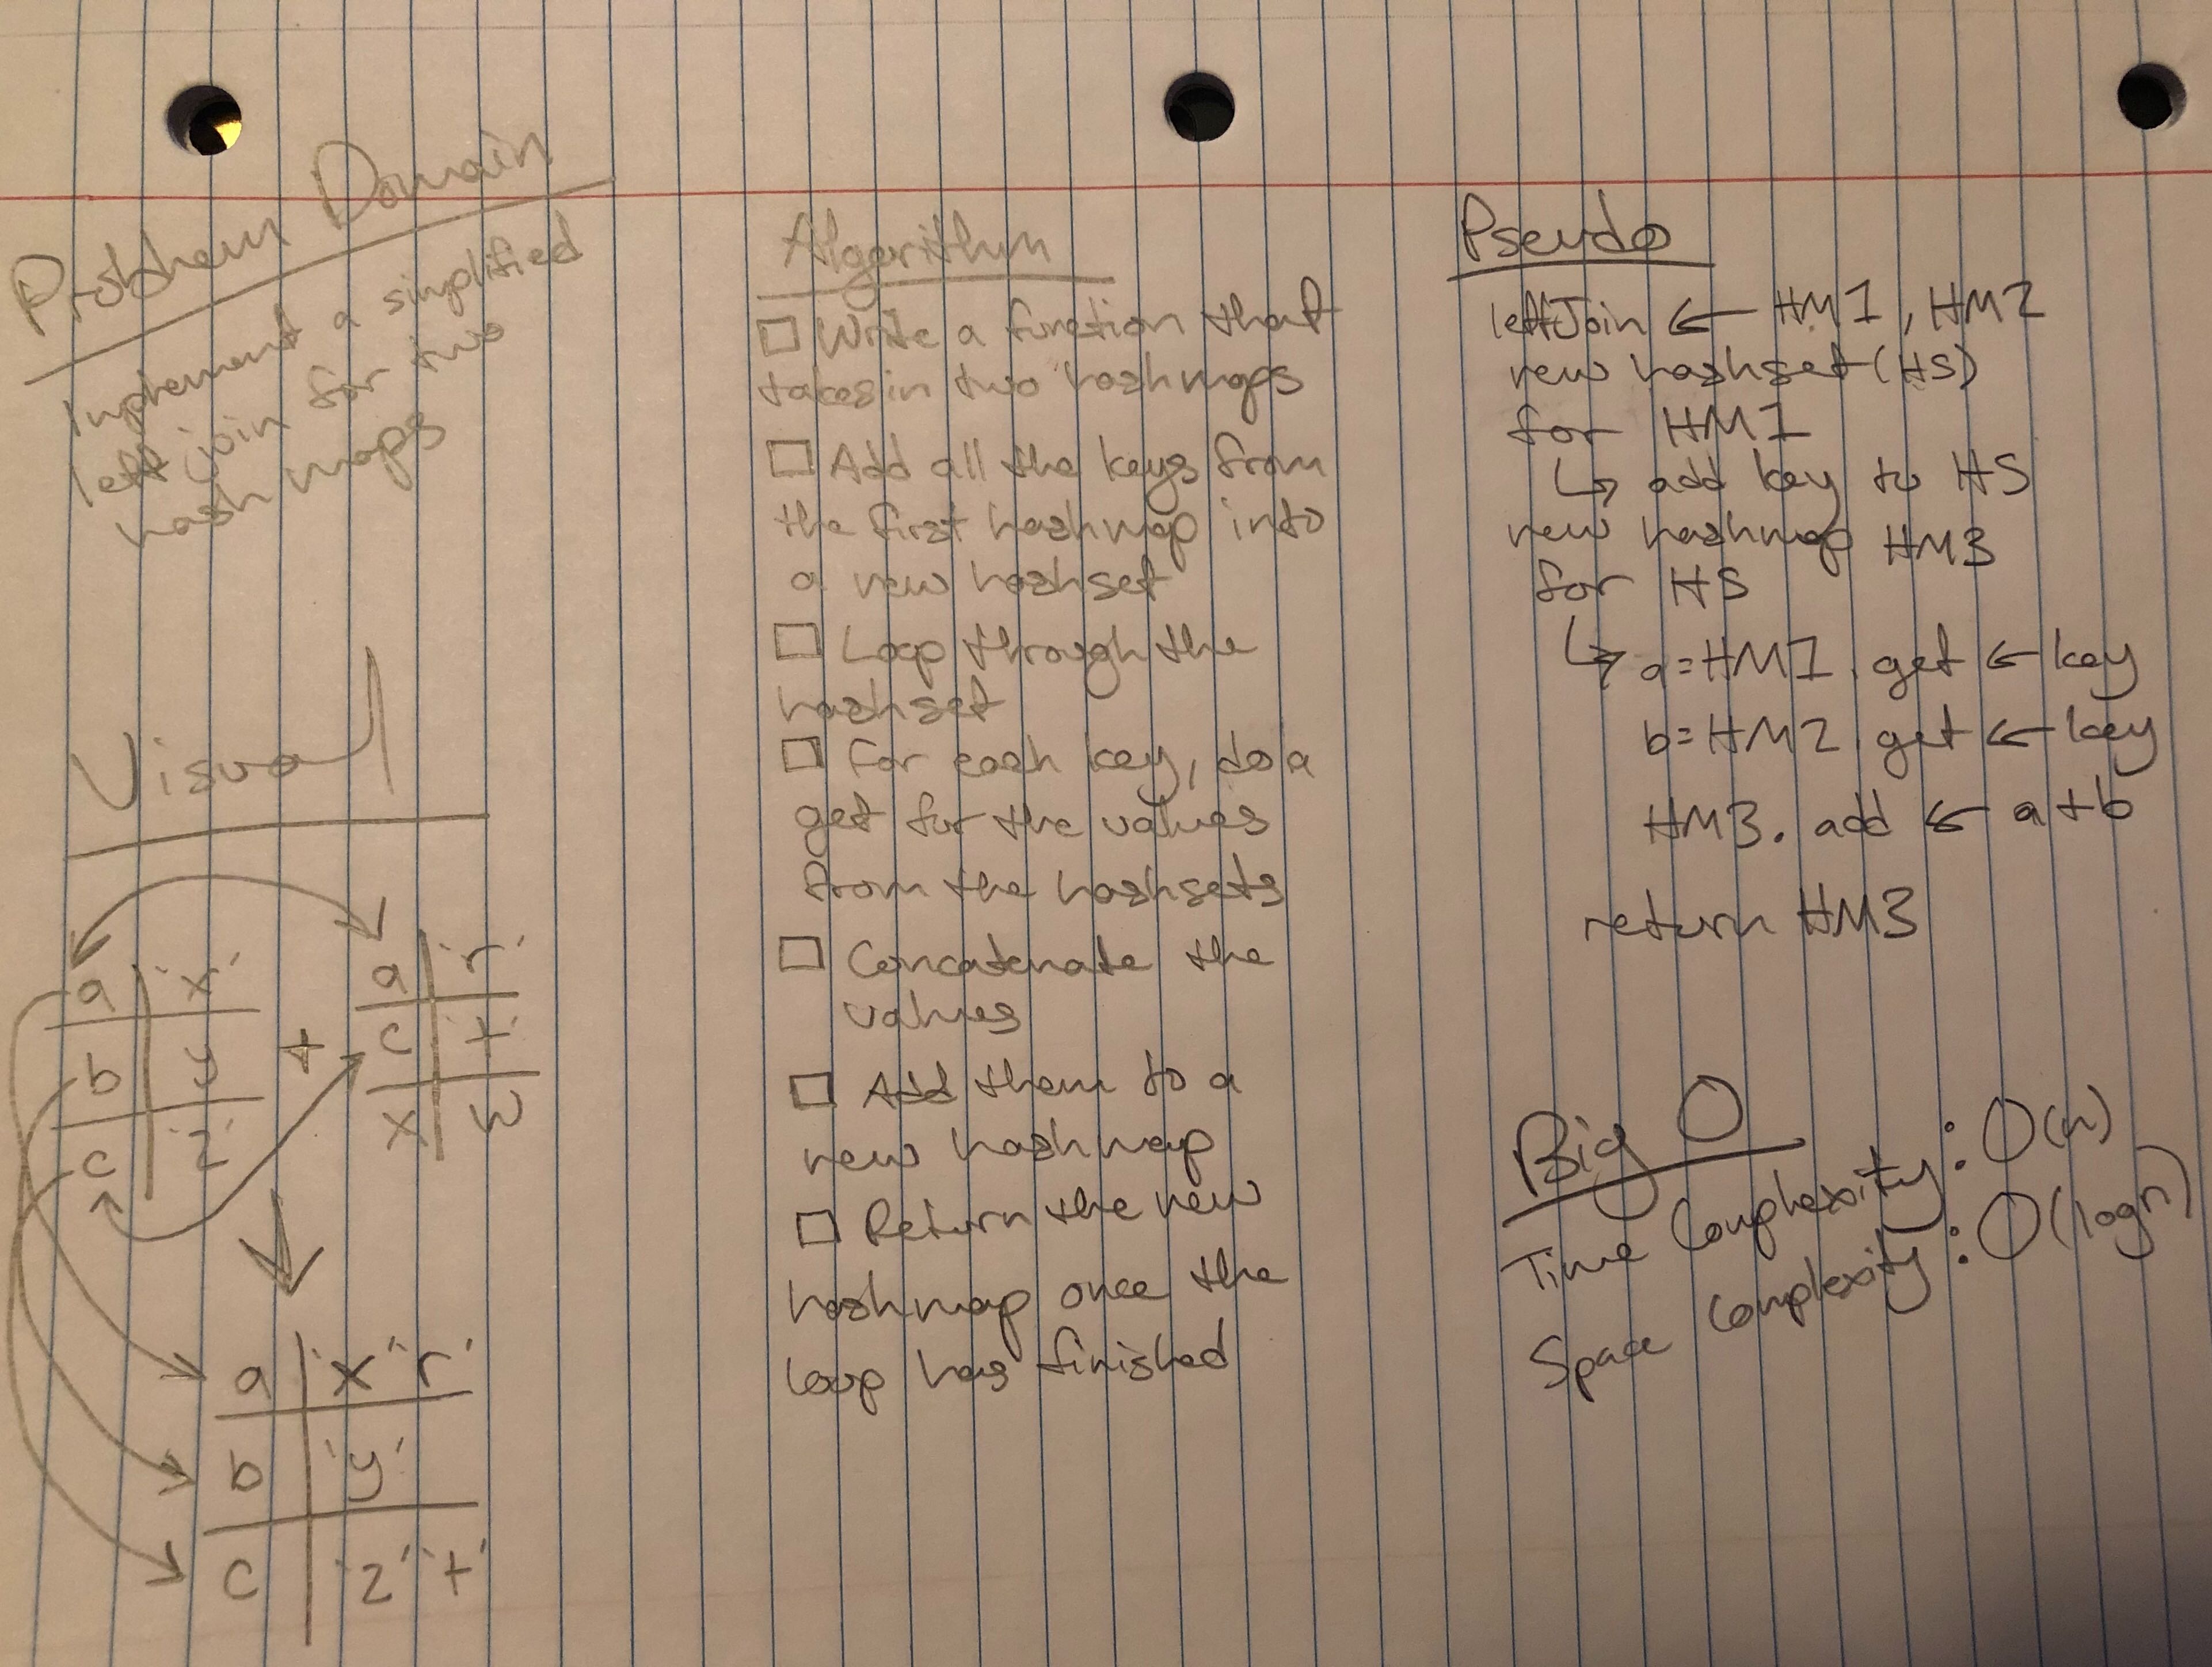 Problem Domain
Implement a simplified
left join for two
hash maps
Visual
a 'x'
b y
c 'z'
+
a 'r'
c 't'
x w
a 'x' 'r'
b 'y'
c 'z' 't'
Algorithm
□ Write a function that
takes in two hashmaps
□ Add all the keys from
the first hashmap into
a new hashset
□ Loop through the
hashset
□ For each key, do a
get for the values
from the hashsets
□ Concatenate the
values
□ Add them to a
new hashmap
□ Return the new
hashmap once the
loop has finished
Pseudo
leftJoin ← HM1, HM2
new hashset (HS)
for HM1
↳ add key to HS
new hashmap HM3
for HS
↳ a=HM1.get ← key
b=HM2.get ← key
HM3.add ← a+b
return HM3
Big O
Time Complexity: O(n)
Space Complexity: O(log n)